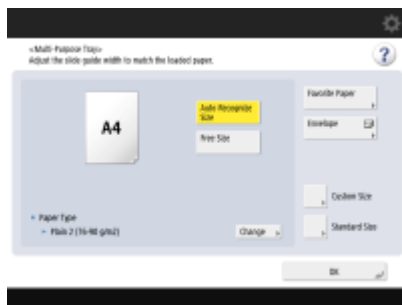 <Multi-Purpose Tray>
Adjust the slide guide width to match the loaded paper.
?
A4
Auto Recognize
Size
Free Size
Favorite Paper
Envelope
Custom Size
Standard Size
Paper Type
Plain 2 (76-90 g/m2)
Change
OK